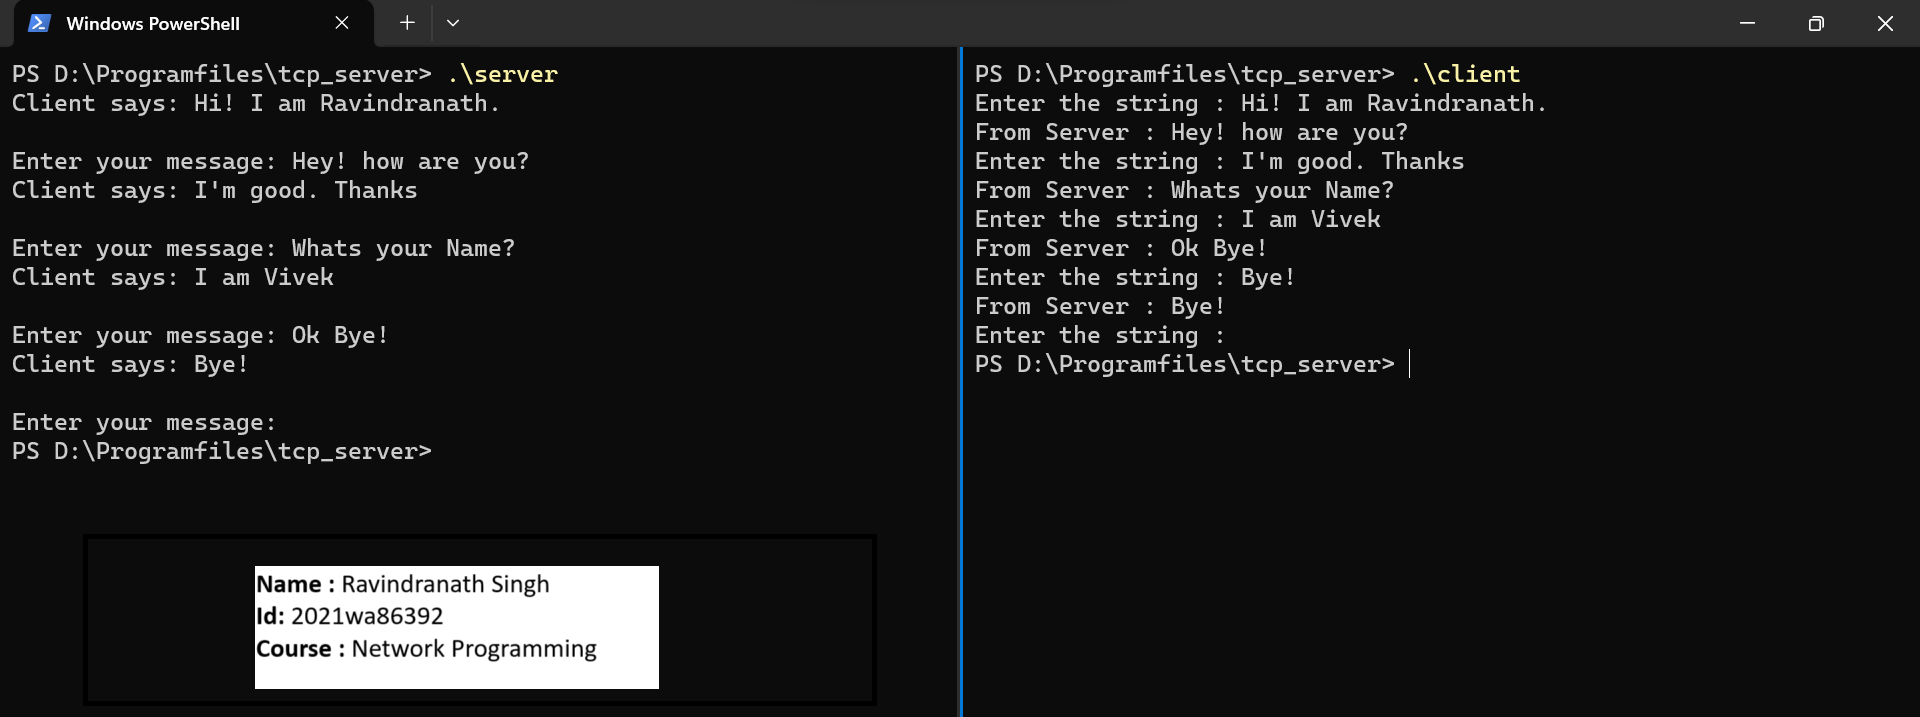 Windows PowerShell
PS D:\Programfiles\tcp_server> .\server
Client says: Hi! I am Ravindranath.
Enter your message: Hey! how are you?
Client says: I'm good. Thanks
Enter your message: Whats your Name?
Client says: I am Vivek
Enter your message: Ok Bye!
Client says: Bye!
Enter your message:
PS D:\Programfiles\tcp_server>
Name : Ravindranath Singh
Id: 2021wa86392
Course : Network Programming
PS D:\Programfiles\tcp_server> .\client
Enter the string : Hi! I am Ravindranath.
From Server : Hey! how are you?
Enter the string : I'm good. Thanks
From Server : Whats your Name?
Enter the string : I am Vivek
From Server : Ok Bye!
Enter the string : Bye!
From Server : Bye!
Enter the string :
PS D:\Programfiles\tcp_server>